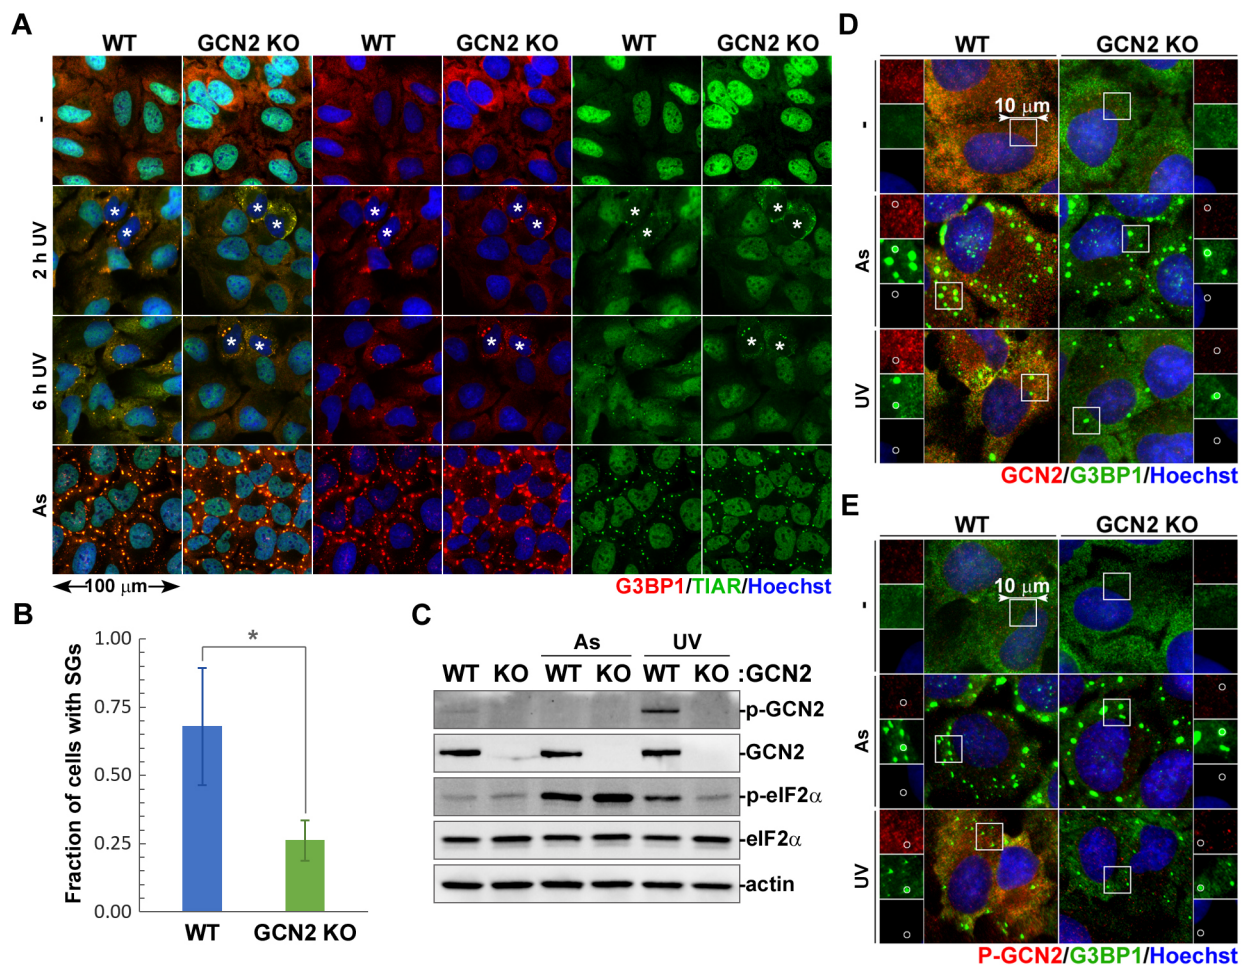 A
WT GCN2 KO WT GCN2 KO WT GCN2 KO
-
2 h UV
* * * * * * * * * * * *
6 h UV
* * * * * *
As
100 μm
G3BP1/TIAR/Hoechst
B
Fraction of cells with SGs
1.00
0.75
0.50
0.25
0.00
*
WT GCN2 KO
C
As UV
WT KO WT KO WT KO :GCN2
-p-GCN2
-GCN2
-p-eIF2α
-eIF2α
-actin
D
WT GCN2 KO
-
10 μm
As
UV
GCN2/G3BP1/Hoechst
E
WT GCN2 KO
-
10 μm
As
UV
P-GCN2/G3BP1/Hoechst